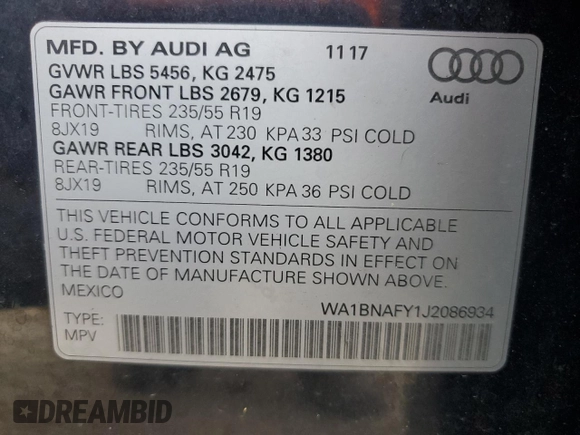 MFD. BY AUDI AG 11 17
GVWR LBS 5456, KG 2475
GAWR FRONT LBS 2679, KG 1215
FRONT-TIRES 235/55 R19
8JX19 RIMS, AT 230 KPA 33 PSI COLD
GAWR REAR LBS 3042, KG 1380
REAR-TIRES 235/55 R19
8JX19 RIMS, AT 250 KPA 36 PSI COLD
Audi
THIS VEHICLE CONFORMS TO ALL APPLICABLE
U.S. FEDERAL MOTOR VEHICLE SAFETY AND
THEFT PREVENTION STANDARDS IN EFFECT ON
THE DATE OF MANUFACTURE SHOWN ABOVE.
MEXICO
WA1BNAFY1J2086934
TYPE:
MPV
DREAMBID